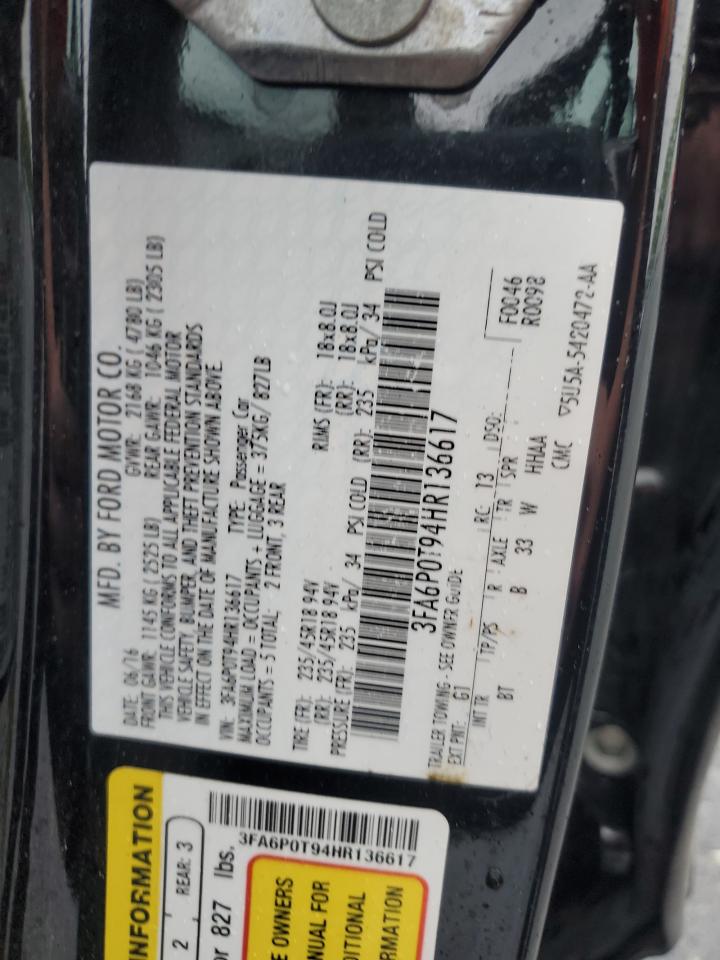 MFD. BY FORD MOTOR CO.
DATE: 06/16 GVWR: 2168 KG ( 4780 LB)
FRONT GAWR: 1145 KG ( 2525 LB) REAR GAWR: 1046 KG ( 2305 LB)
THIS VEHICLE CONFORMS TO ALL APPLICABLE FEDERAL MOTOR
VEHICLE SAFETY, BUMPER, AND THEFT PREVENTION STANDARDS
IN EFFECT ON THE DATE OF MANUFACTURE SHOWN ABOVE.
VIN: 3FA6P0T94HR136617 TYPE: Passenger Car
MAXIMUM LOAD = OCCUPANTS + LUGGAGE = 375KG/ 827LB
OCCUPANTS = 5 TOTAL: 2 FRONT, 3 REAR
TIRE (FR): 235/45R18 94V RIMS (FR): 18x8.0J
(RR): 235/45R18 94V (RR): 18x8.0J
PRESSURE (FR): 235 kPa/ 34 PSI COLD (RR): 235 kPa/ 34 PSI COLD
3FA6P0T94HR136617
TRAILER TOWING - SEE OWNER GUIDE
EXT PNT: G1 RC: 13 DSO: F0046
INT TR TP/PS R AXLE TR SPR R0098
BT B 33 W HHAA
CMC ▽5U5A-5420472-AA
INFORMATION
2 REAR: 3
or 827 lbs.
3FA6P0T94HR136617
E OWNERS
NUAL FOR
DITIONAL
RMATION